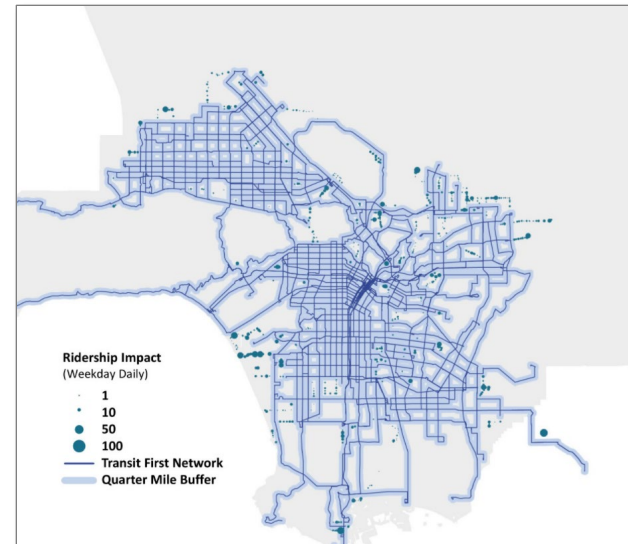 Ridership Impact
(Weekday Daily)
1
10
50
100
Transit First Network
Quarter Mile Buffer